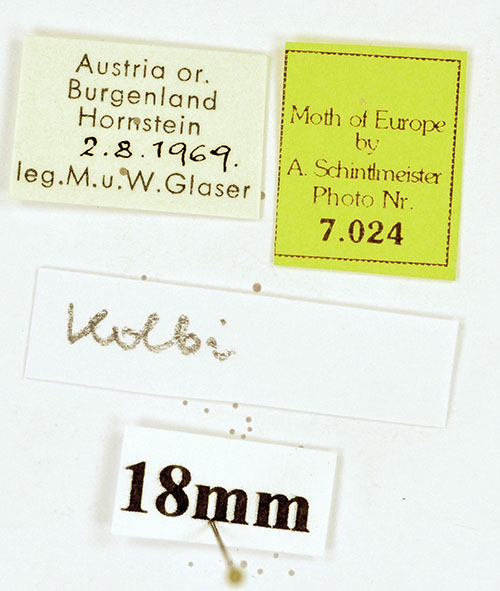 Austria or.
Burgenland
Hornstein
2.8.1969.
leg.M.u.W.Glaser
Moth of Europe
by
A. Schintlmeister
Photo Nr.
7.024
Kolbi
18mm